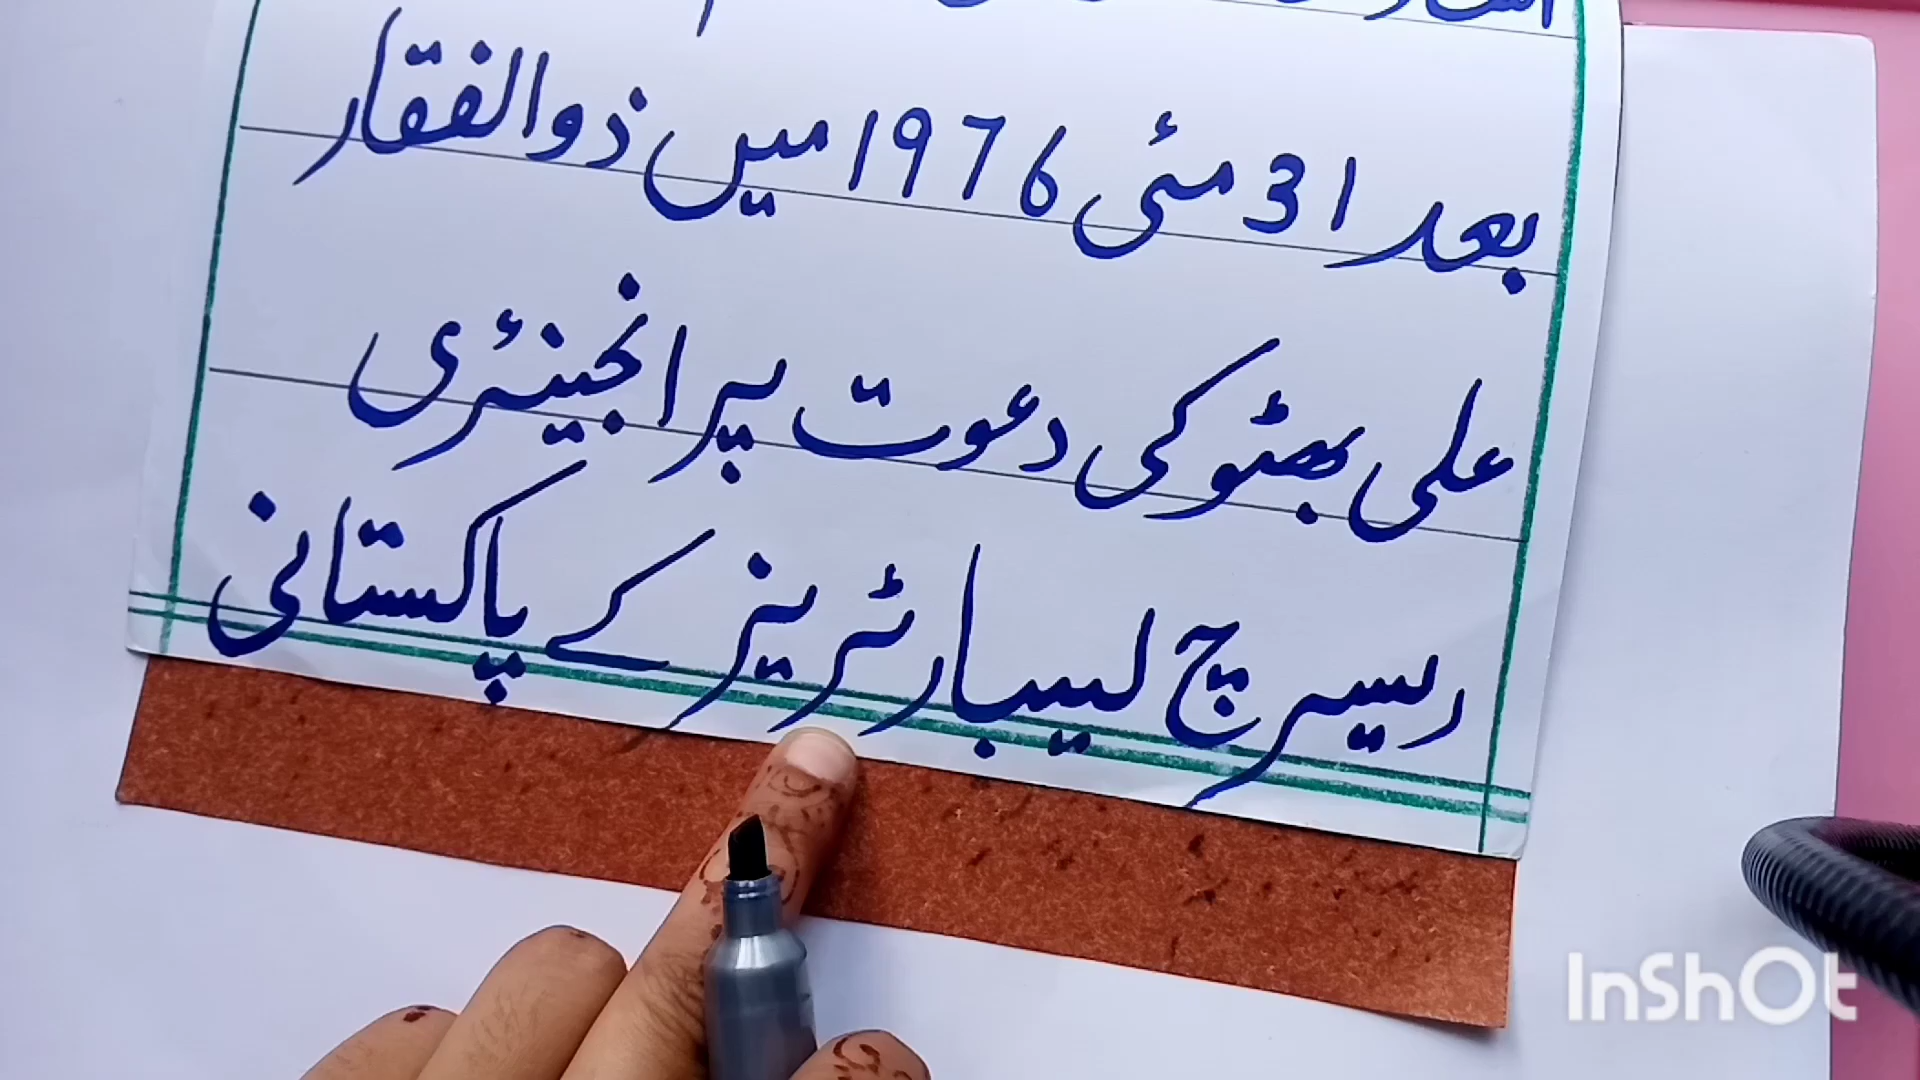 بعد 31 مئی 1976 میں ذوالفقار
علی بھٹو کی دعوت پر انجینئری
ریسرچ لیبارٹریز کے پاکستانی
InShOt